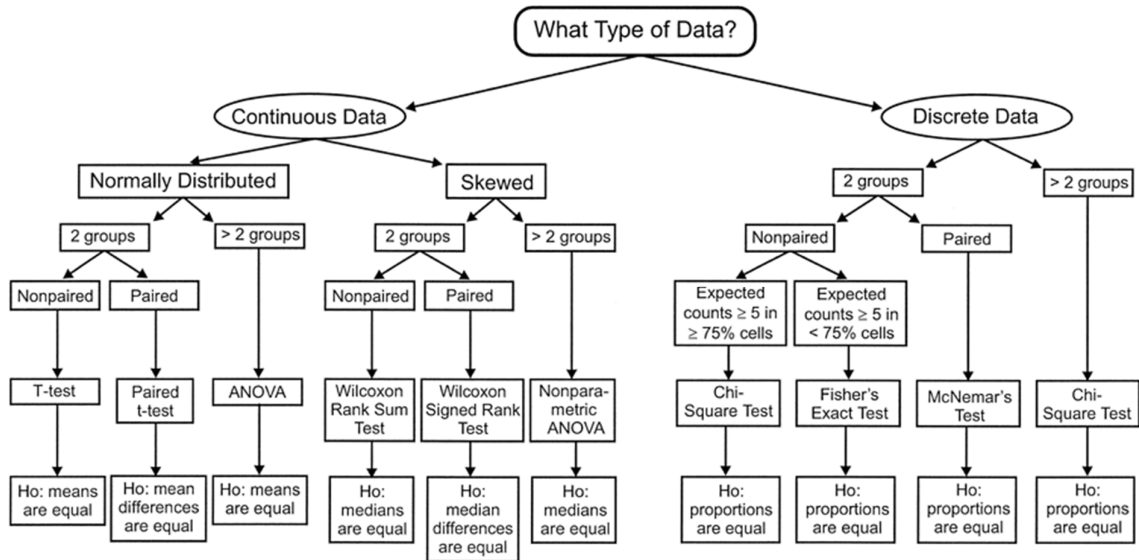 What Type of Data?
Continuous Data
Discrete Data
Normally Distributed
Skewed
2 groups
> 2 groups
2 groups
> 2 groups
2 groups
> 2 groups
Nonpaired
Paired
Nonpaired
Paired
Nonpaired
Paired
Expected
counts ≥ 5 in
≥ 75% cells
Expected
counts ≥ 5 in
< 75% cells
T-test
Paired
t-test
ANOVA
Wilcoxon
Rank Sum
Test
Wilcoxon
Signed Rank
Test
Nonpara-
metric
ANOVA
Chi-
Square Test
Fisher's
Exact Test
McNemar's
Test
Chi-
Square Test
Ho: means
are equal
Ho: mean
differences
are equal
Ho: means
are equal
Ho:
medians
are equal
Ho:
median
differences
are equal
Ho:
medians
are equal
Ho:
proportions
are equal
Ho:
proportions
are equal
Ho:
proportions
are equal
Ho:
proportions
are equal